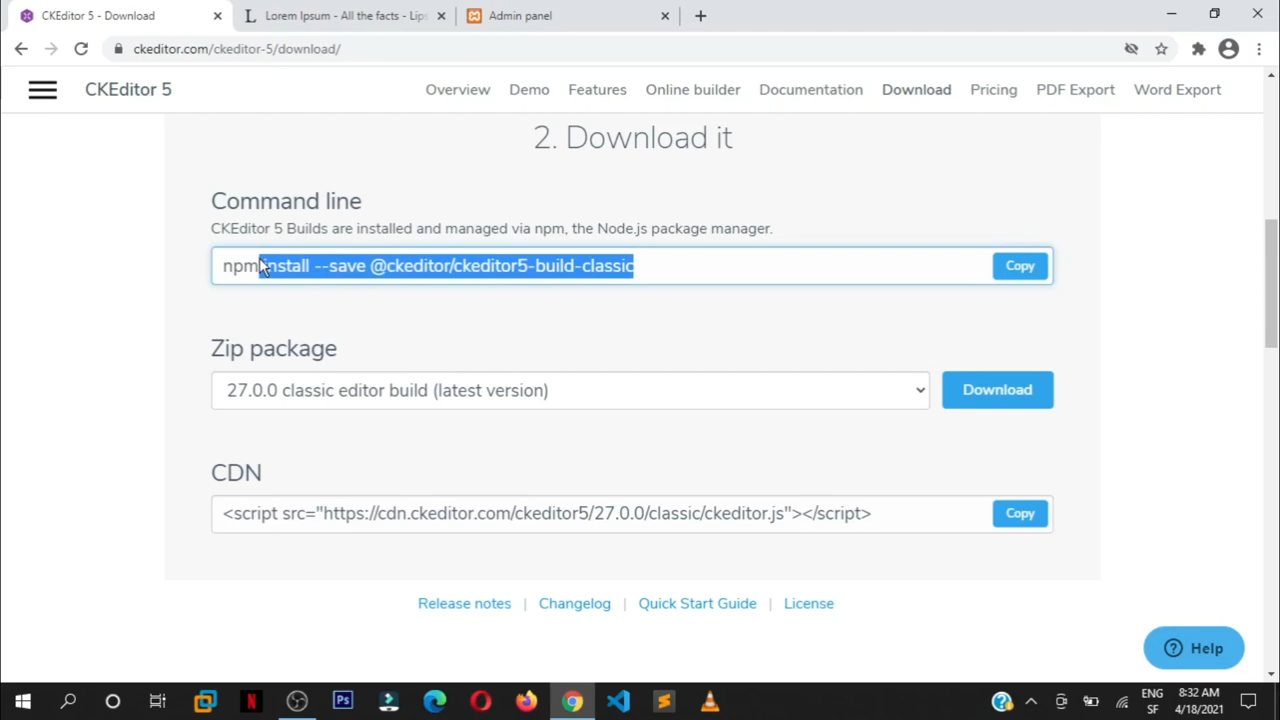 CKEditor 5 - Download
Lorem Ipsum - All the facts - Lips
Admin panel
ckeditor.com/ckeditor-5/download/
CKEditor 5
Overview
Demo
Features
Online builder
Documentation
Download
Pricing
PDF Export
Word Export
2. Download it
Command line
CKEditor 5 Builds are installed and managed via npm, the Node.js package manager.
npm install --save @ckeditor/ckeditor5-build-classic
Copy
Zip package
27.0.0 classic editor build (latest version)
Download
CDN
<script src="https://cdn.ckeditor.com/ckeditor5/27.0.0/classic/ckeditor.js"></script>
Copy
Release notes | Changelog | Quick Start Guide | License
Help
ENG
SF
8:32 AM
4/18/2021